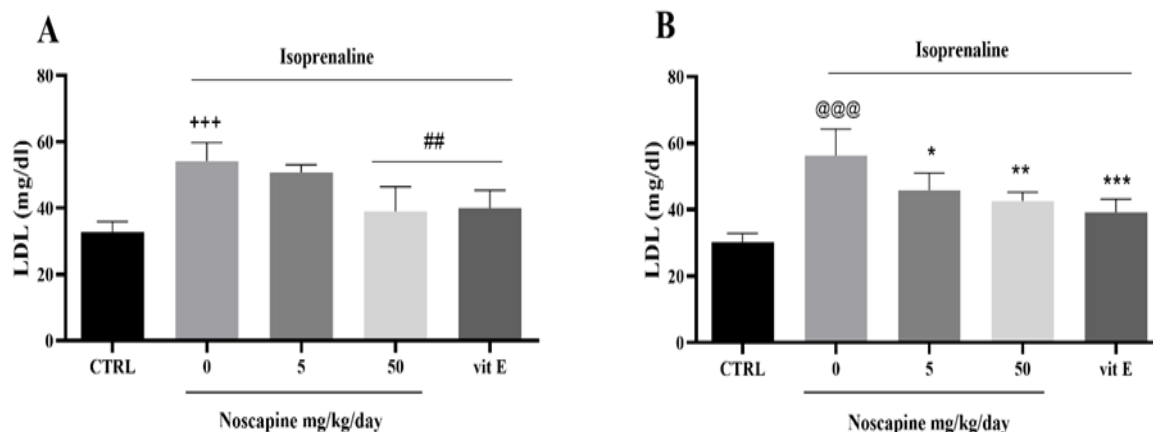 A
Isoprenaline
LDL (mg/dl)
80
60
40
20
0
+++
##
CTRL 0 5 50 vit E
Noscapine mg/kg/day
B
Isoprenaline
LDL (mg/dl)
80
60
40
20
0
@@@
*
**
***
CTRL 0 5 50 vit E
Noscapine mg/kg/day